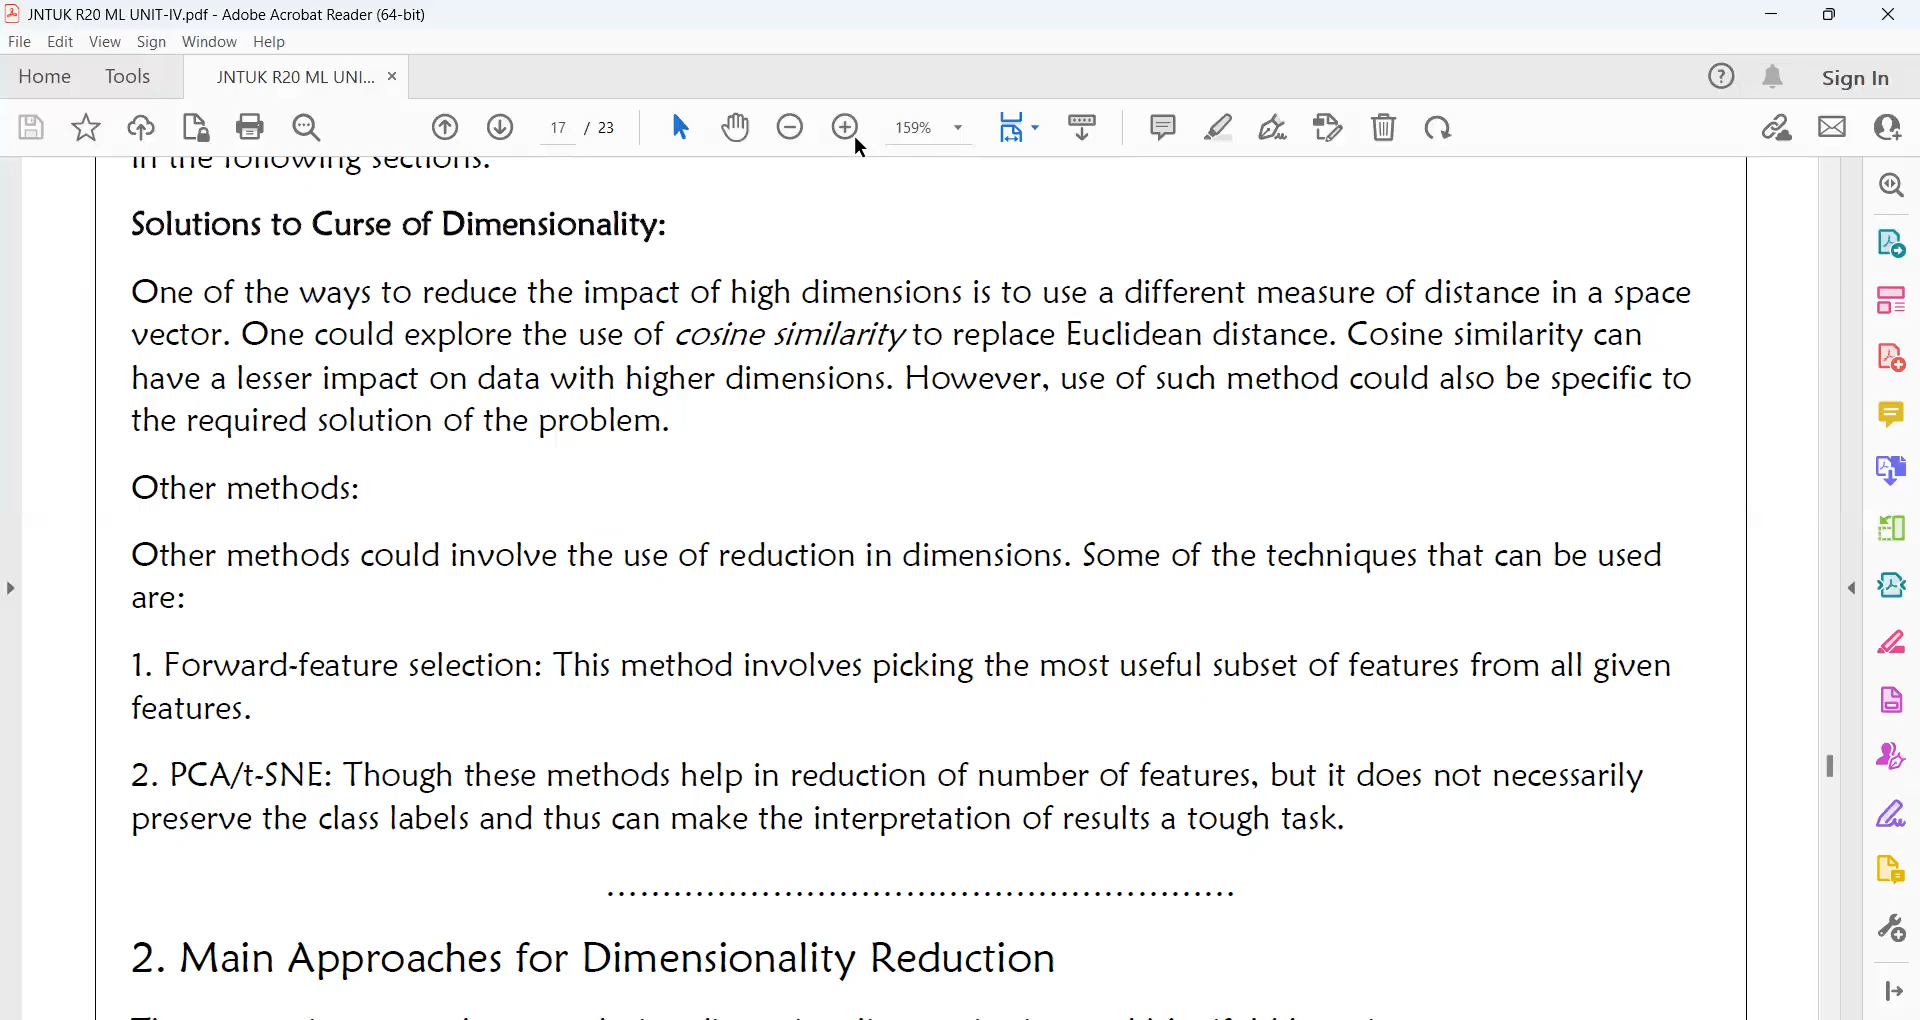 JNTUK R20 ML UNIT-IV.pdf - Adobe Acrobat Reader (64-bit)
File Edit View Sign Window Help
Home Tools JNTUK R20 ML UNI... × Sign In
17 / 23 159%
in the following sections.
Solutions to Curse of Dimensionality:
One of the ways to reduce the impact of high dimensions is to use a different measure of distance in a space
vector. One could explore the use of cosine similarity to replace Euclidean distance. Cosine similarity can
have a lesser impact on data with higher dimensions. However, use of such method could also be specific to
the required solution of the problem.
Other methods:
Other methods could involve the use of reduction in dimensions. Some of the techniques that can be used
are:
1. Forward-feature selection: This method involves picking the most useful subset of features from all given
features.
2. PCA/t-SNE: Though these methods help in reduction of number of features, but it does not necessarily
preserve the class labels and thus can make the interpretation of results a tough task.
..................................................
2. Main Approaches for Dimensionality Reduction